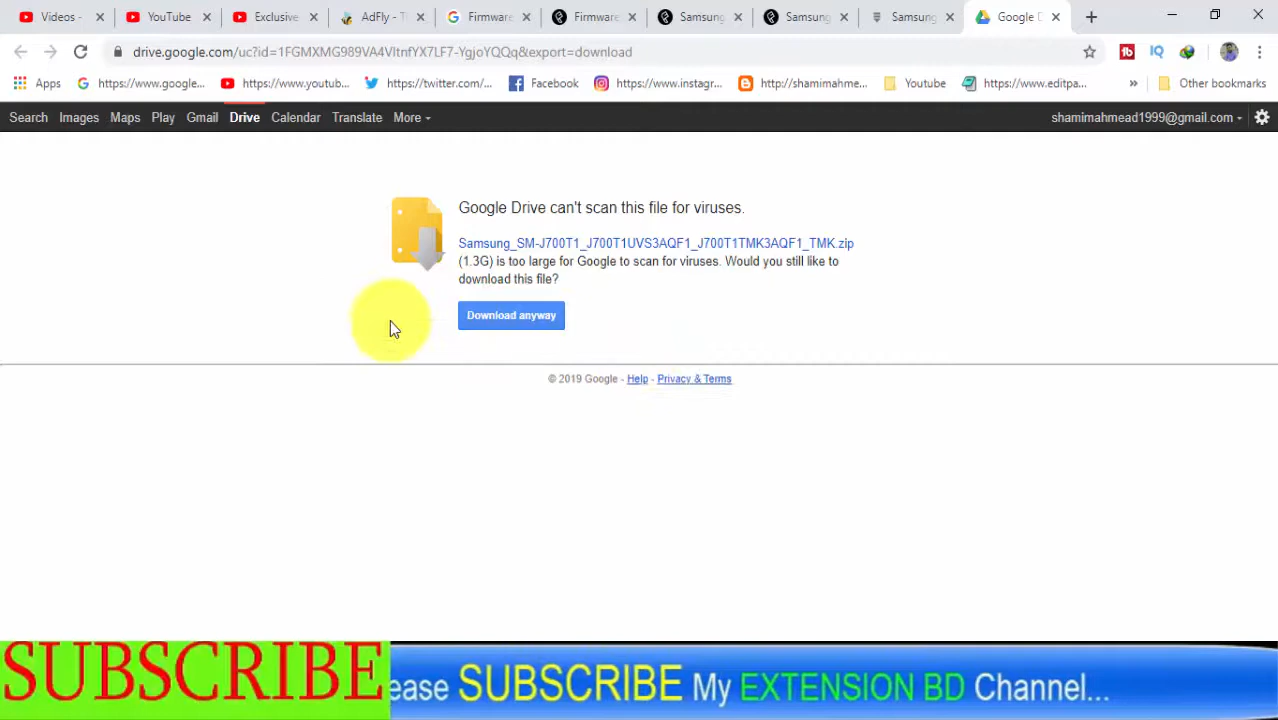 Videos -
YouTube
Exclusive
AdFly - Th
Firmware
Firmware
Samsung
Samsung
Samsung
Google D
drive.google.com/uc?id=1FGMXMG989VA4VltnfYX7LF7-YgjoYQQq&export=download
Apps
https://www.google...
https://www.youtub...
https://twitter.com/...
Facebook
https://www.instagr...
http://shamimahme...
Youtube
https://www.editpa...
»
Other bookmarks
Search Images Maps Play Gmail Drive Calendar Translate More
shamimahmead1999@gmail.com
Google Drive can't scan this file for viruses.
Samsung_SM-J700T1_J700T1UVS3AQF1_J700T1TMK3AQF1_TMK.zip
(1.3G) is too large for Google to scan for viruses. Would you still like to
download this file?
Download anyway
© 2019 Google - Help - Privacy & Terms
SUBSCRIBE
ease SUBSCRIBE My EXTENSION BD Channel...